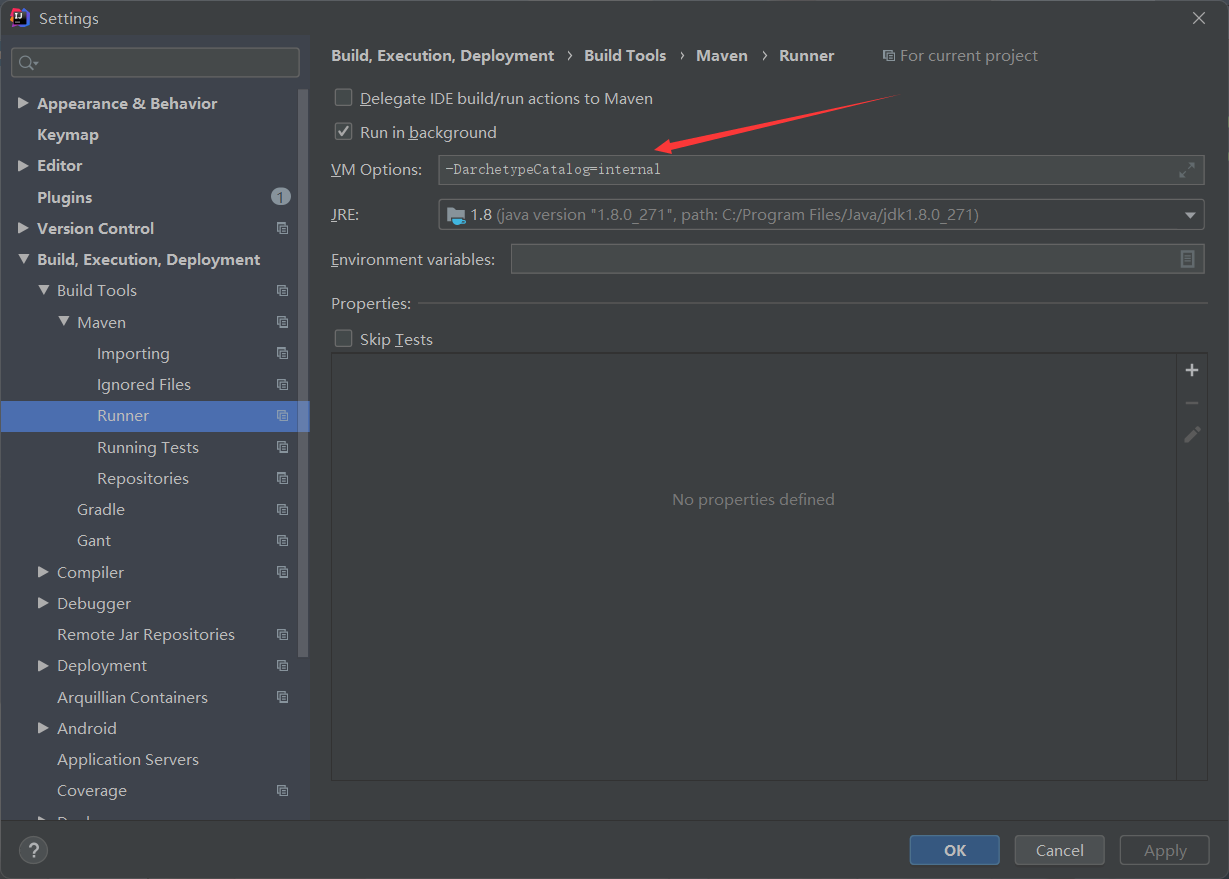 Settings
Appearance & Behavior
Keymap
Editor
Plugins 1
Version Control
Build, Execution, Deployment
Build Tools
Maven
Importing
Ignored Files
Runner
Running Tests
Repositories
Gradle
Gant
Compiler
Debugger
Remote Jar Repositories
Deployment
Arquillian Containers
Android
Application Servers
Coverage
Build, Execution, Deployment › Build Tools › Maven › Runner For current project
Delegate IDE build/run actions to Maven
Run in background
VM Options: -DarchetypeCatalog=internal
JRE: 1.8 (java version "1.8.0_271", path: C:/Program Files/Java/jdk1.8.0_271)
Environment variables:
Properties:
Skip Tests
No properties defined
?
OK Cancel Apply